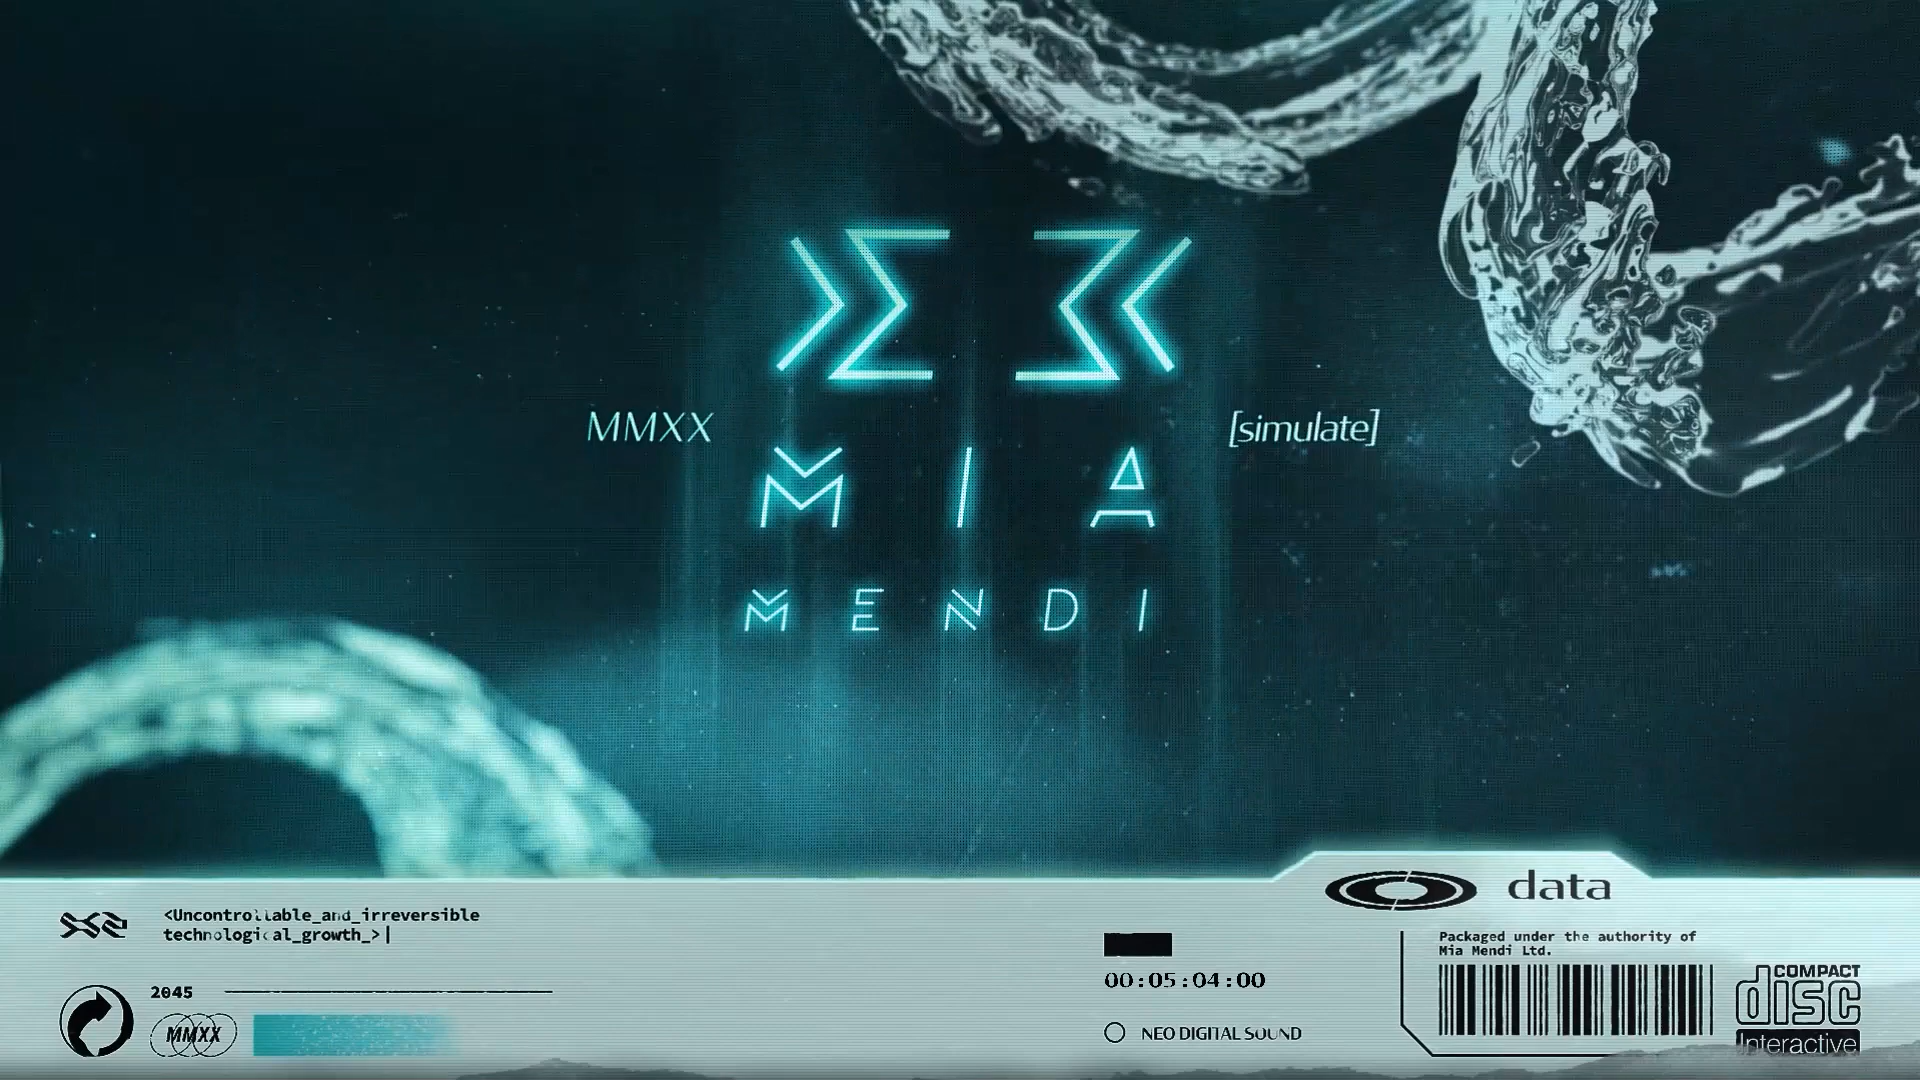 MMXX
[simulate]
MIA
MENDI
data
<Uncontrollable_and_irreversible
technological_growth_>|
2045
MMXX
00:05:04:00
NEO DIGITAL SOUND
Packaged under the authority of
Mia Mendi Ltd.
COMPACT
disc
Interactive